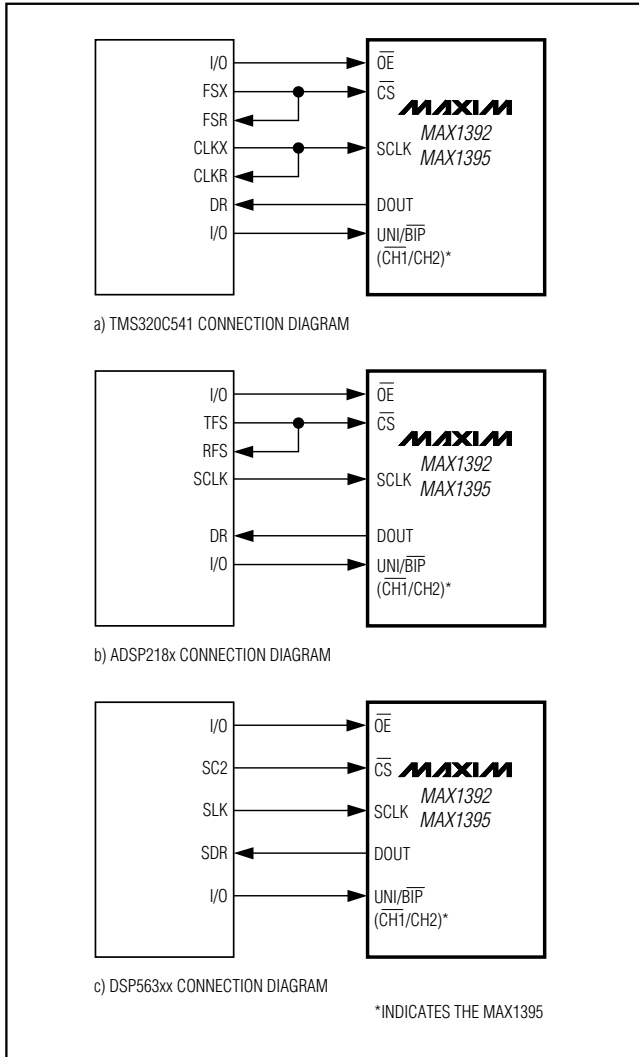 I/O OE
FSX CS
MAXIM
FSR
MAX1392
CLKX SCLK
MAX1395
CLKR
DR DOUT
I/O UNI/BIP
(CH1/CH2)*
a) TMS320C541 CONNECTION DIAGRAM
I/O OE
TFS CS
MAXIM
RFS
MAX1392
SCLK SCLK
MAX1395
DR DOUT
I/O UNI/BIP
(CH1/CH2)*
b) ADSP218x CONNECTION DIAGRAM
I/O OE
SC2 CS MAXIM
MAX1392
SLK SCLK
MAX1395
SDR DOUT
I/O UNI/BIP
(CH1/CH2)*
c) DSP563xx CONNECTION DIAGRAM
*INDICATES THE MAX1395